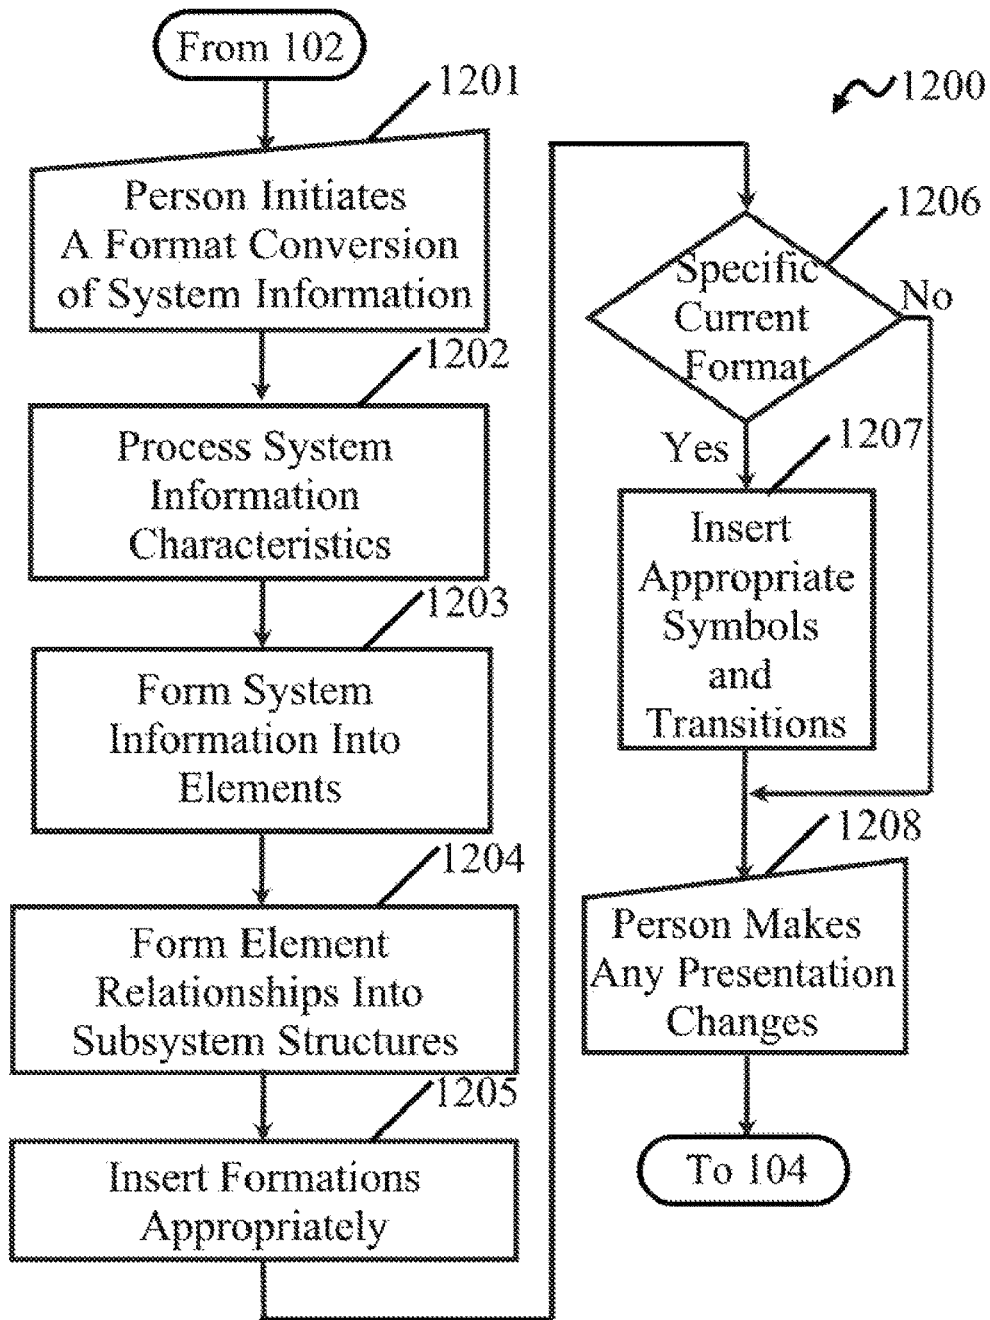 From 102
1201
Person Initiates
A Format Conversion
of System Information
1202
Process System
Information
Characteristics
1203
Form System
Information Into
Elements
1204
Form Element
Relationships Into
Subsystem Structures
1205
Insert Formations
Appropriately
1200
1206
Specific
Current
Format
No
Yes
1207
Insert
Appropriate
Symbols
and
Transitions
1208
Person Makes
Any Presentation
Changes
To 104